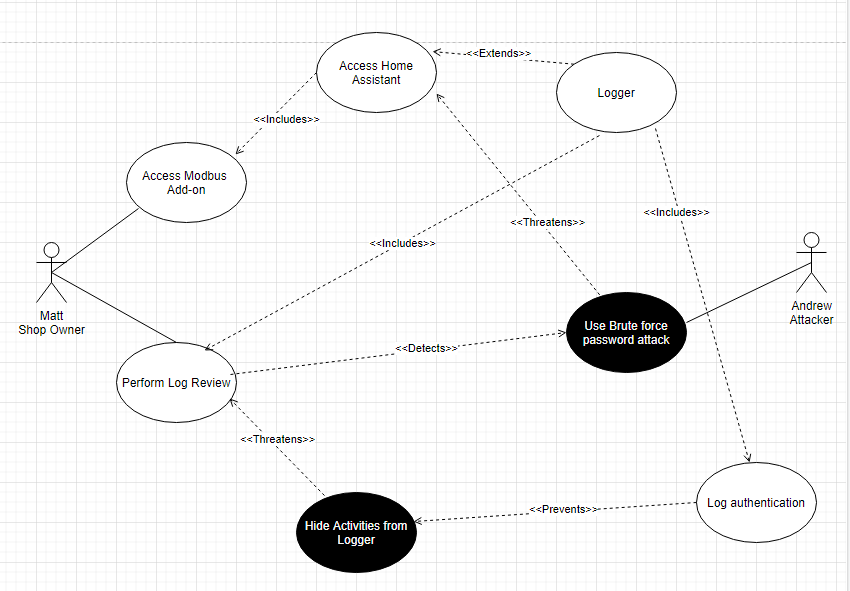 Access Home
Assistant
<<Extends>>
Logger
<<Includes>>
Access Modbus
Add-on
<<Threatens>>
<<Includes>>
<<Includes>>
Matt
Shop Owner
Andrew
Attacker
Use Brute force
password attack
<<Detects>>
Perform Log Review
<<Threatens>>
Log authentication
<<Prevents>>
Hide Activities from
Logger